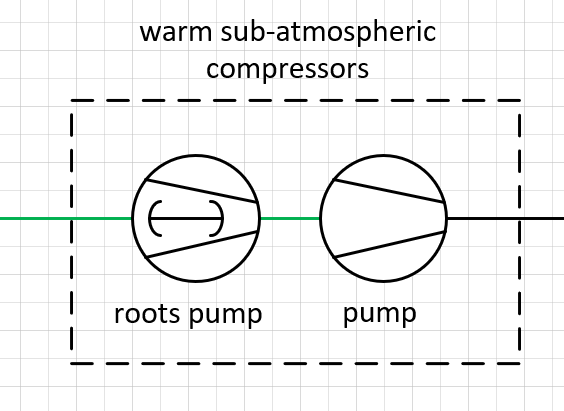 warm sub-atmospheric
compressors
roots pump
pump